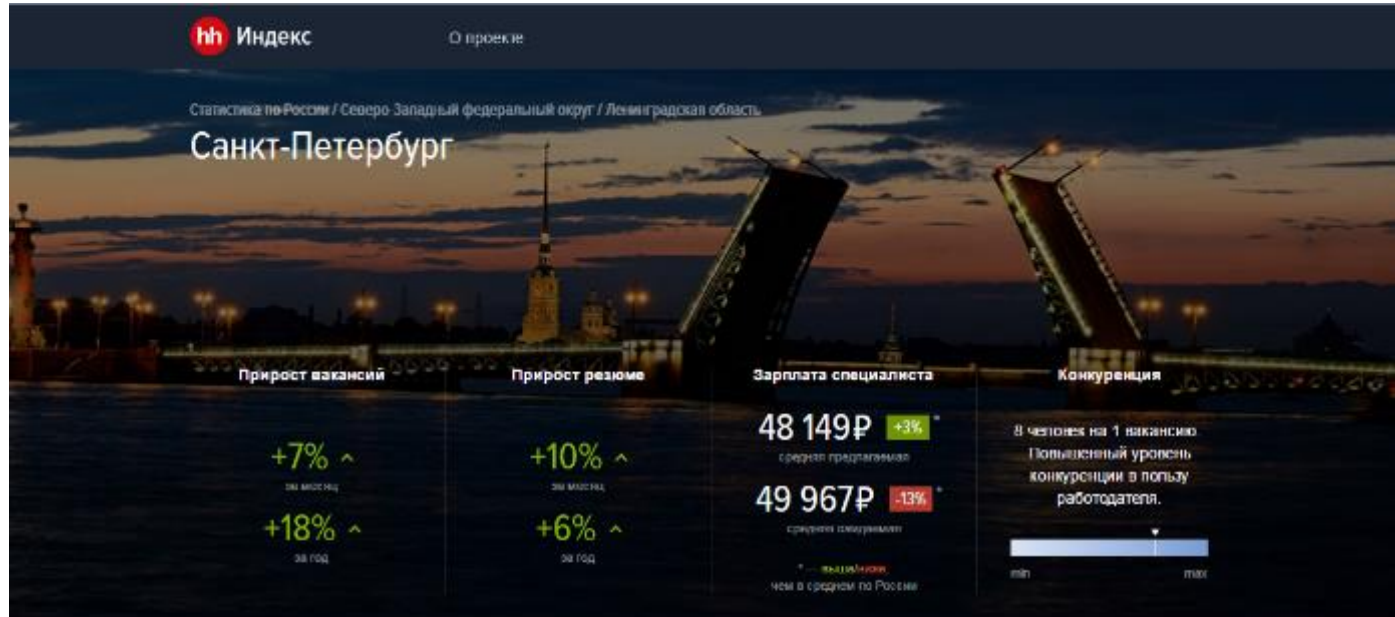 hh Индекс
О проекте
Статистика по России / Северо Западный федеральный округ / Ленинградская область
Санкт-Петербург
Прирост вакансий
+7%
за месяц
+18%
за год
Прирост резюме
+10%
за месяц
+6%
за год
Зарплата специалиста
48 149₽ +3% *
средняя предлагаемая
49 967₽ -13% *
средняя ожидаемая
* — выше/ниже
чем в среднем по России
Конкуренция
8 человек на 1 вакансию.
Повышенный уровень
конкуренции в пользу
работодателя.
min max